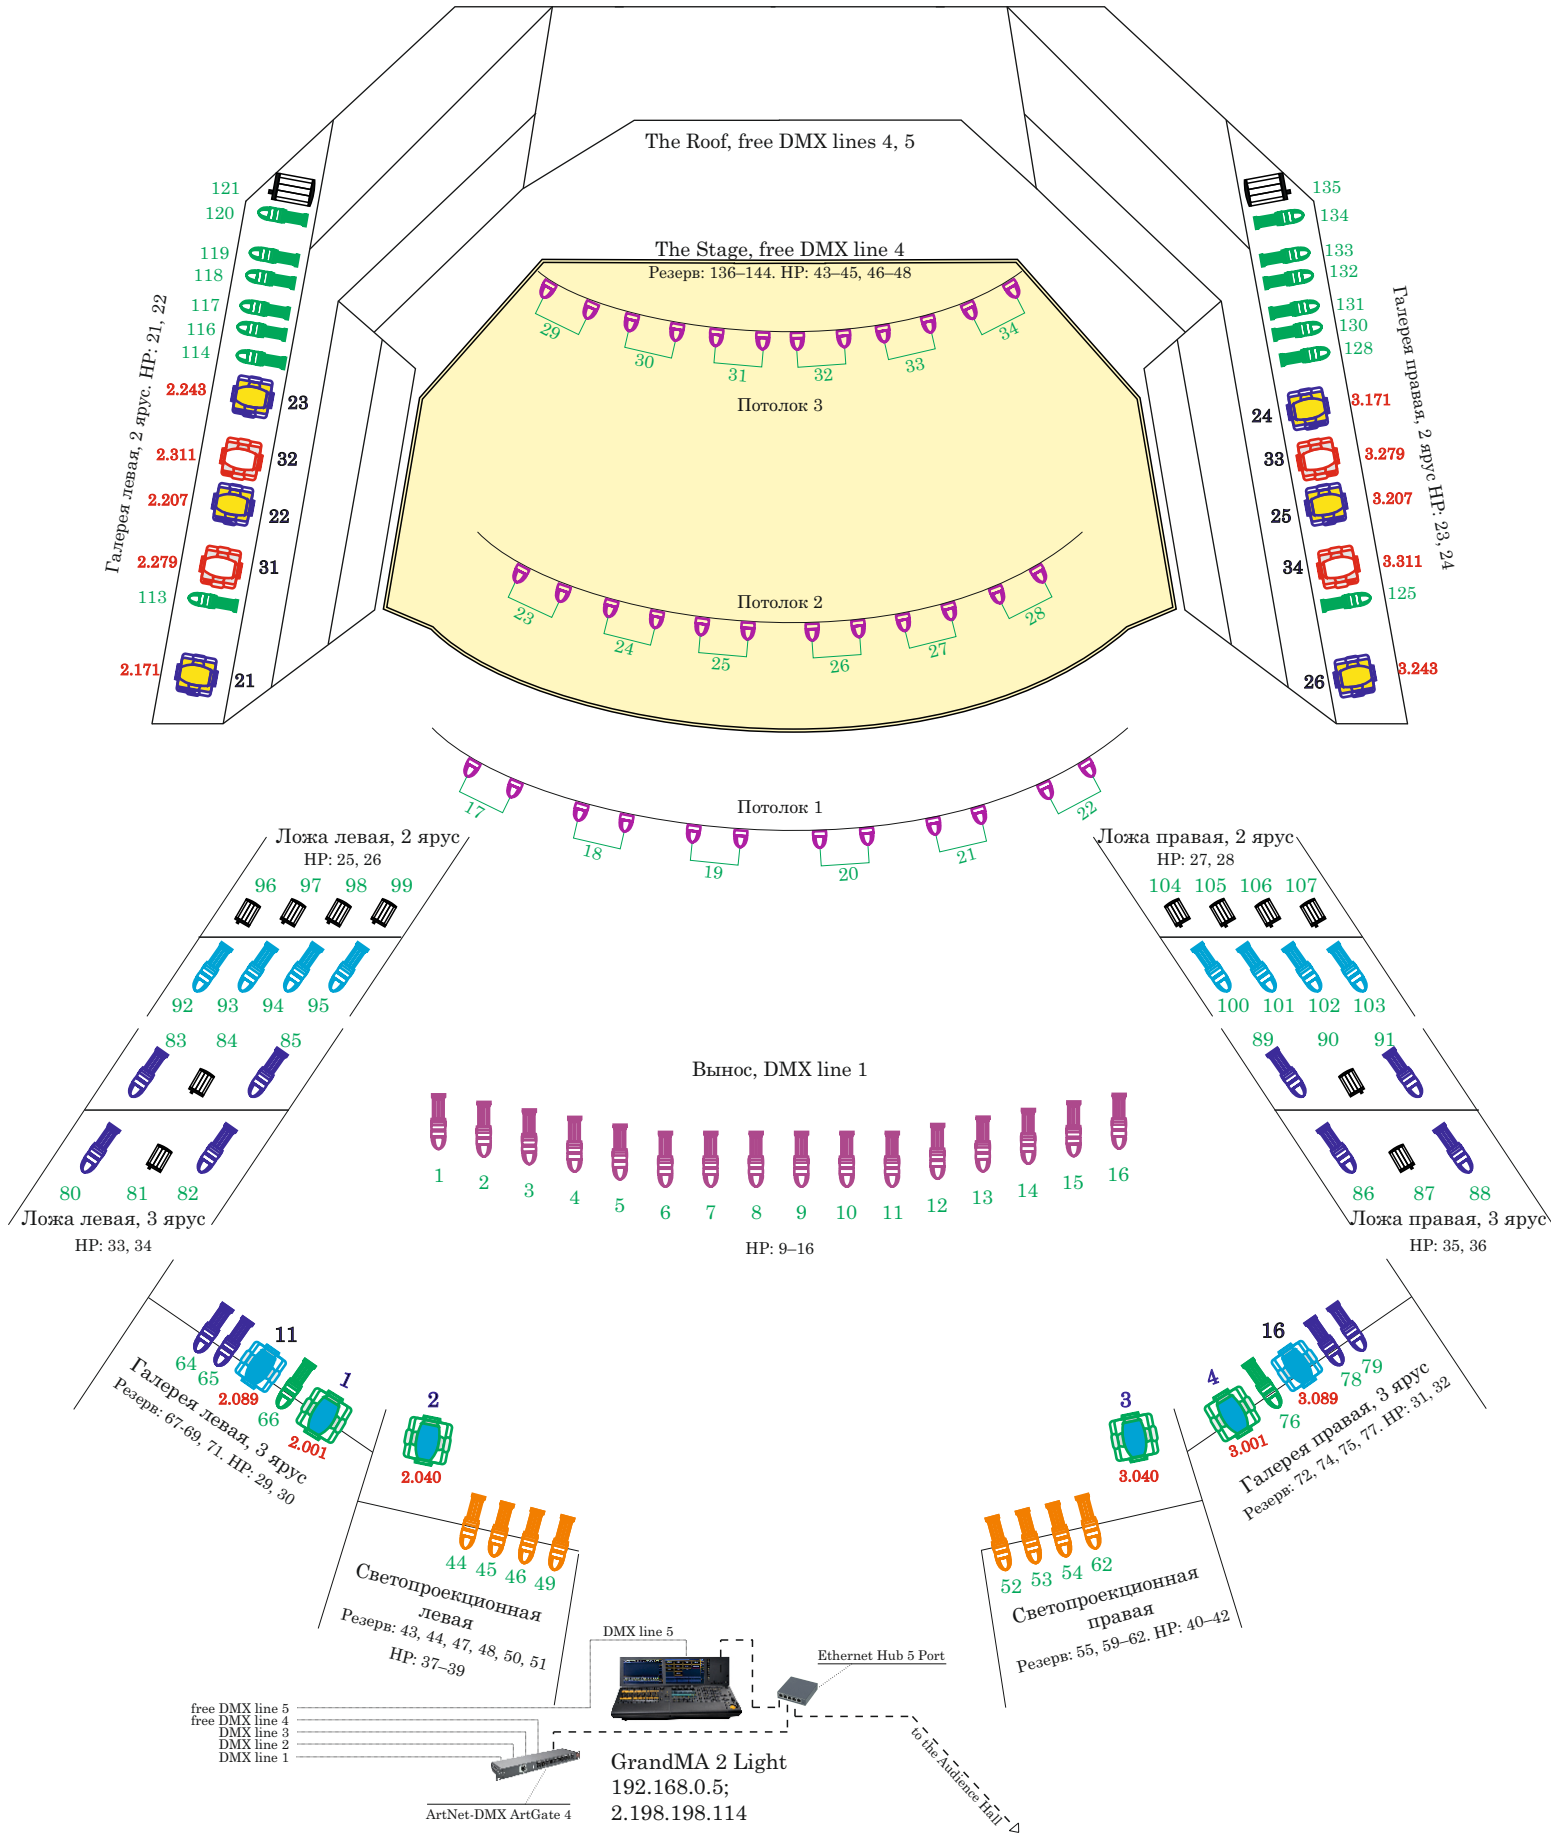 The Roof, free DMX lines 4, 5
The Stage, free DMX line 4
Резерв: 136–144. НР: 43–45, 46–48
29
30
31
32
33
34
Потолок 3
121
120
119
118
117
116
114
2.243
23
2.311
32
2.207
22
2.279
31
113
2.171
21
Галерея левая, 2 ярус. НР: 21, 22
135
134
133
132
131
130
128
24
3.171
33
3.279
25
3.207
34
3.311
125
26
3.243
Галерея правая, 2 ярус НР: 23, 24
Потолок 2
23
24
25
26
27
28
Потолок 1
17
18
19
20
21
22
Ложа левая, 2 ярус
НР: 25, 26
96 97 98 99
92 93 94 95
83 84 85
80 81 82
Ложа левая, 3 ярус
НР: 33, 34
Ложа правая, 2 ярус
НР: 27, 28
104 105 106 107
100 101 102 103
89 90 91
86 87 88
Ложа правая, 3 ярус
НР: 35, 36
Вынос, DMX line 1
1 2 3 4 5 6 7 8 9 10 11 12 13 14 15 16
НР: 9–16
11
1
64
65
2.089
66
2.001
Галерея левая, 3 ярус
Резерв: 67-69, 71. НР: 29, 30
2
2.040
44 45 46 49
Светопроекционная
левая
Резерв: 43, 44, 47, 48, 50, 51
НР: 37–39
3
3.040
4
16
3.001
76
3.089
78
79
Галерея правая, 3 ярус
Резерв: 72, 74, 75, 77. НР: 31, 32
52 53 54 62
Светопроекционная
правая
Резерв: 55, 59–62. НР: 40–42
DMX line 5
Ethernet Hub 5 Port
free DMX line 5
free DMX line 4
DMX line 3
DMX line 2
DMX line 1
ArtNet-DMX ArtGate 4
GrandMA 2 Light
192.168.0.5;
2.198.198.114
to the Audience Hall